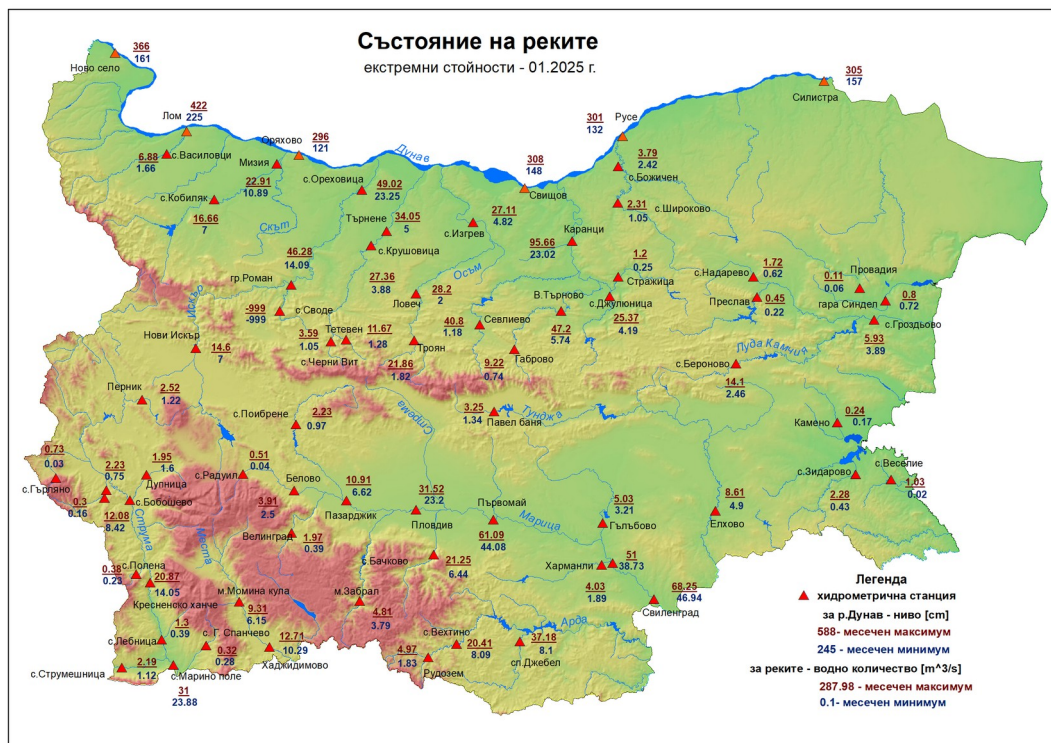 Състояние на реките
екстремни стойности - 01.2025 г.
366
161
Ново село
305
157
Силистра
422
225
Лом
Оряхово
296
121
Дунав
301
132
Русе
308
148
Свищов
6.88
1.66
с.Василовци
Мизия
22.91
10.89
с.Кобиляк
16.66
7
Скът
с.Ореховица
49.02
23.25
Търнене
34.05
5
с.Крушовица
27.36
3.88
27.11
4.82
с.Изгрев
Каранци
95.66
23.02
3.79
2.42
с.Божичен
2.31
1.05
с.Широково
1.2
0.25
Стражица
с.Надарево
1.72
0.62
Преслав
0.45
0.22
Провадия
0.11
0.06
гара Синдел
0.8
0.72
с.Гроздьово
5.93
3.89
46.28
14.09
гр.Роман
Искър
-999
-999
с.Своде
Осъм
28.2
2
Ловеч
В.Търново
47.2
5.74
с.Джулюница
25.37
4.19
Севлиево
40.8
1.18
Нови Искър
14.6
7
Тетевен
3.59
1.05
с.Черни Вит
11.67
1.28
Троян
21.86
1.82
9.22
0.74
Габрово
Луда Камчия
с.Бероново
14.1
2.46
Перник
2.52
1.22
с.Поибрене
2.23
0.97
Стряма
3.25
1.34
Павел баня
Тунджа
Камено
0.24
0.17
0.73
0.03
с.Гърляно
2.23
0.75
1.95
1.6
Дупница
с.Радуил
0.51
0.04
Белово
3.91
2.5
10.91
6.62
Пазарджик
31.52
23.2
Пловдив
Първомай
61.09
44.08
Марица
5.03
3.21
Гълъбово
8.61
4.9
Елхово
с.Зидарово
2.28
0.43
с.Веселие
1.03
0.02
0.3
0.16
с.Бобошево
12.08
8.42
Струма
Места
Велинград
1.97
0.39
с.Бачково
21.25
6.44
Харманли
51
38.73
4.03
1.89
68.25
46.94
Свиленград
с.Полена
0.38
0.23
20.87
14.05
Кресненско ханче
м.Момина кула
9.31
6.15
м.Забрал
4.81
3.79
1.3
0.39
с.Лебница
с. Г. Спанчево
0.32
0.28
12.71
10.29
Хаджидимово
с.Вехтино
20.41
8.09
4.97
1.83
Рудозем
37.18
8.1
сп.Джебел
Арда
2.19
1.12
с.Струмешница
с.Марино поле
31
23.88
Легенда
хидрометрична станция
за р.Дунав - ниво [cm]
588- месечен максимум
245 - месечен минимум
за реките - водно количество [m^3/s]
287.98 - месечен максимум
0.1- месечен минимум